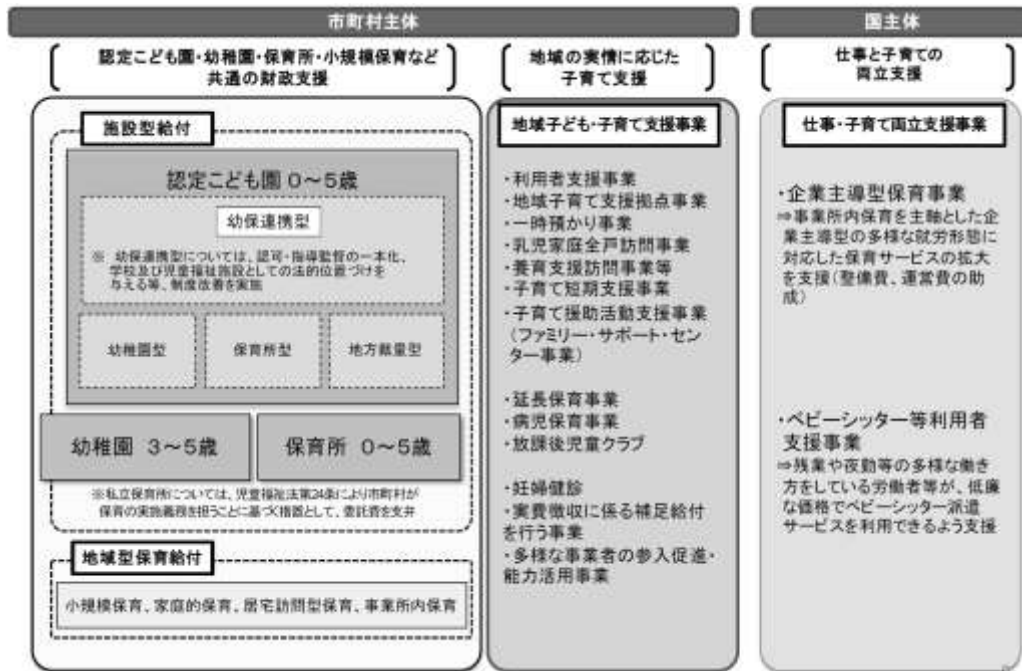 市町村主体
国主体
認定こども園・幼稚園・保育所・小規模保育など
共通の財政支援
地域の実情に応じた
子育て支援
仕事と子育ての
両立支援
施設型給付
認定こども園 0～5歳
幼保連携型
※ 幼保連携型については、認可・指導監督の一本化、
学校及び児童福祉施設としての法的位置づけを
与える等、制度改善を実施
幼稚園型
保育所型
地方裁量型
幼稚園 3～5歳
保育所 0～5歳
※私立保育所については、児童福祉法第24条により市町村が
保育の実施義務を担うことに基づく措置として、委託費を支弁
地域型保育給付
小規模保育、家庭的保育、居宅訪問型保育、事業所内保育
地域子ども・子育て支援事業
・利用者支援事業
・地域子育て支援拠点事業
・一時預かり事業
・乳児家庭全戸訪問事業
・養育支援訪問事業等
・子育て短期支援事業
・子育て援助活動支援事業
(ファミリー・サポート・セン
ター事業)
・延長保育事業
・病児保育事業
・放課後児童クラブ
・妊婦健診
・実費徴収に係る補足給付
を行う事業
・多様な事業者の参入促進・
能力活用事業
仕事・子育て両立支援事業
・企業主導型保育事業
⇒事業所内保育を主軸とした企
業主導型の多様な就労形態に
対応した保育サービスの拡大
を支援(整備費、運営費の助
成)
・ベビーシッター等利用者
支援事業
⇒残業や夜勤等の多様な働き
方をしている労働者等が、低廉
な価格でベビーシッター派遣
サービスを利用できるよう支援